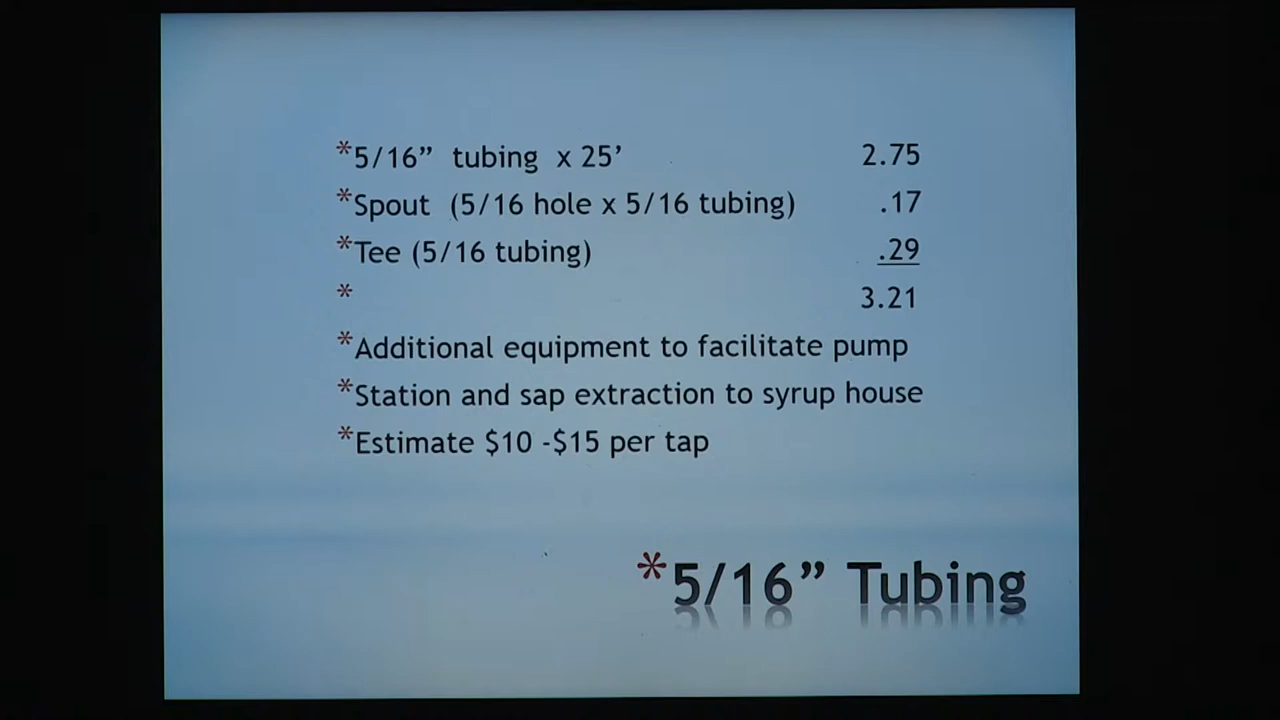 *5/16” tubing x 25’ 2.75
*Spout (5/16 hole x 5/16 tubing) .17
*Tee (5/16 tubing) .29
* 3.21
*Additional equipment to facilitate pump
*Station and sap extraction to syrup house
*Estimate $10 -$15 per tap
*5/16” Tubing